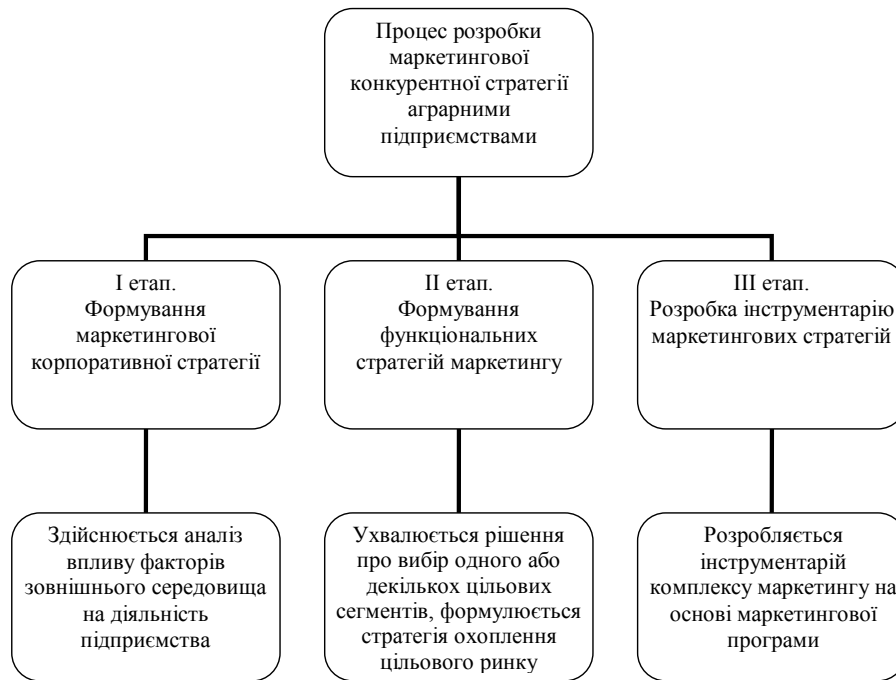 Процес розробки
маркетингової
конкурентної стратегії
аграрними
підприємствами
І етап.
Формування
маркетингової
корпоративної стратегії
ІІ етап.
Формування
функціональних
стратегій маркетингу
ІІІ етап.
Розробка інструментарію
маркетингових стратегій
Здійснюється аналіз
впливу факторів
зовнішнього середовища
на діяльність
підприємства
Ухвалюється рішення
про вибір одного або
декількох цільових
сегментів, формулюється
стратегія охоплення
цільового ринку
Розробляється
інструментарій
комплексу маркетингу на
основі маркетингової
програми